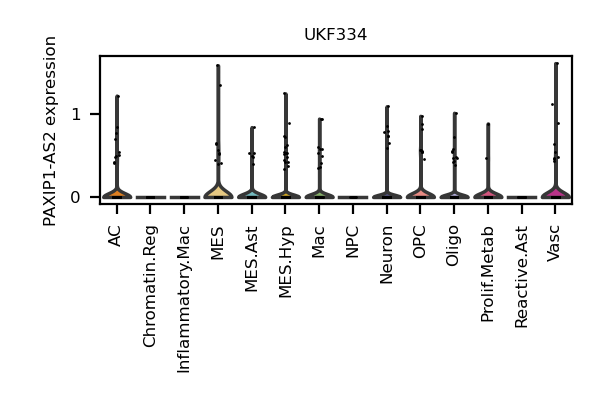 UKF334
PAXIP1-AS2 expression
1
0
AC
Chromatin.Reg
Inflammatory.Mac
MES
MES.Ast
MES.Hyp
Mac
NPC
Neuron
OPC
Oligo
Prolif.Metab
Reactive.Ast
Vasc